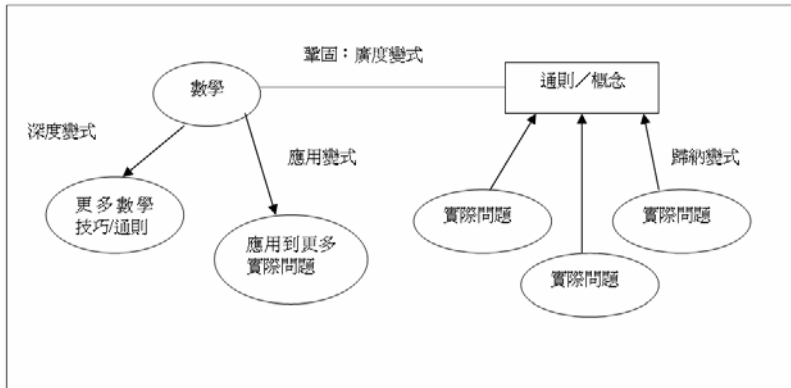 鞏固：廣度變式
數學
通則／概念
深度變式
應用變式
歸納變式
更多數學
技巧/通則
應用到更多
實際問題
實際問題
實際問題
實際問題